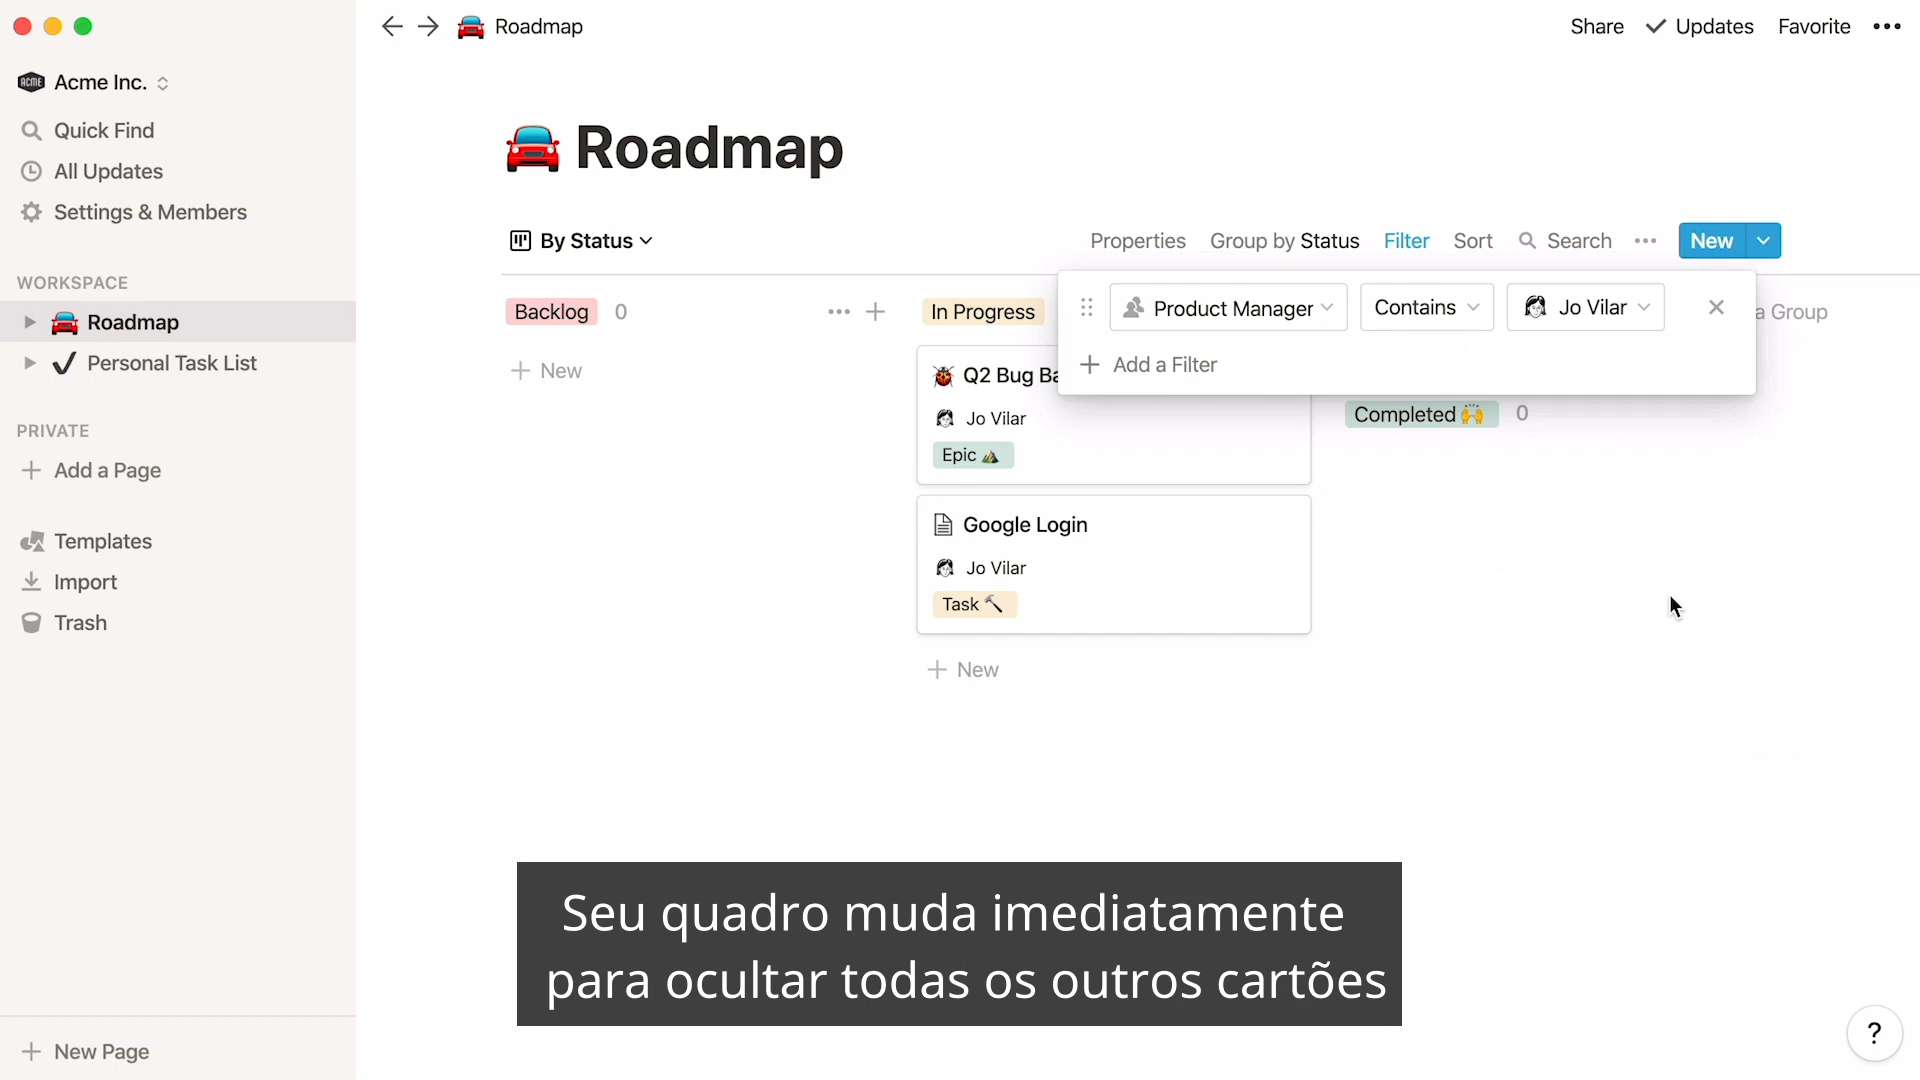 Roadmap
Share
Updates
Favorite
ACME
Acme Inc.
Quick Find
All Updates
Settings & Members
WORKSPACE
Roadmap
Personal Task List
PRIVATE
Add a Page
Templates
Import
Trash
New Page
Roadmap
By Status
Properties
Group by Status
Filter
Sort
Search
New
Backlog 0
New
In Progress
Product Manager
Contains
Jo Vilar
a Group
Add a Filter
Q2 Bug Ba
Jo Vilar
Epic
Completed 0
Google Login
Jo Vilar
Task
New
Seu quadro muda imediatamente
para ocultar todas os outros cartões
?